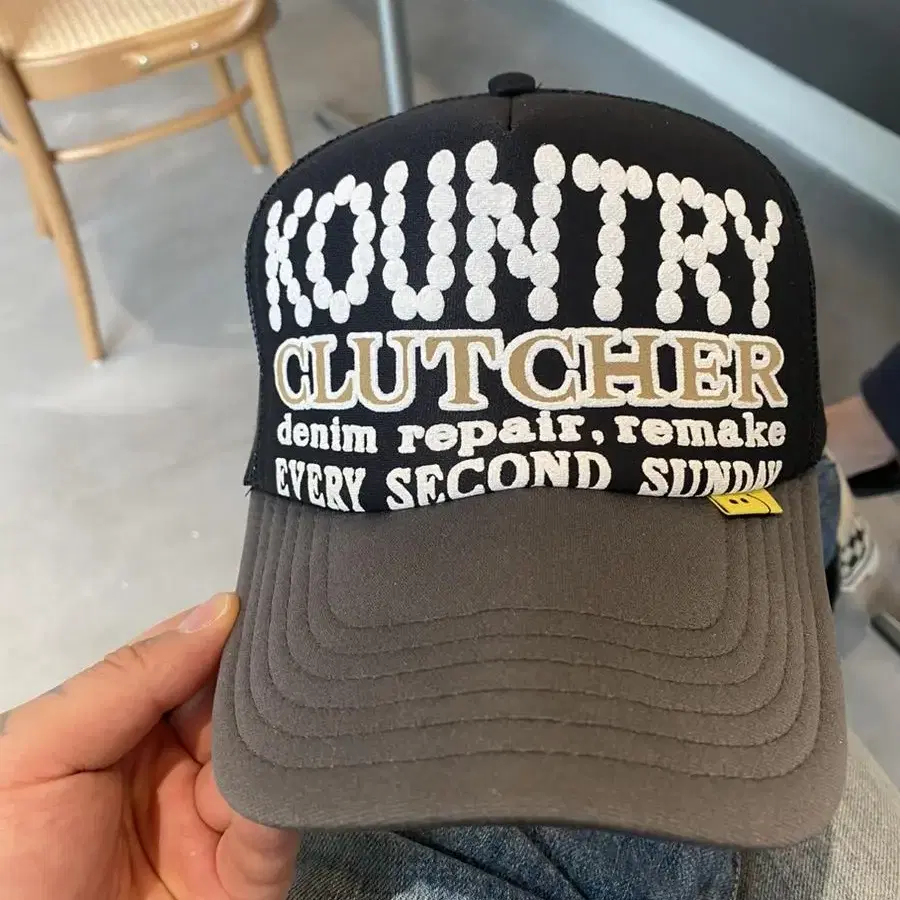 KOUNTRY
CLUTCHER
denim repair, remake
EVERY SECOND SUNDAY